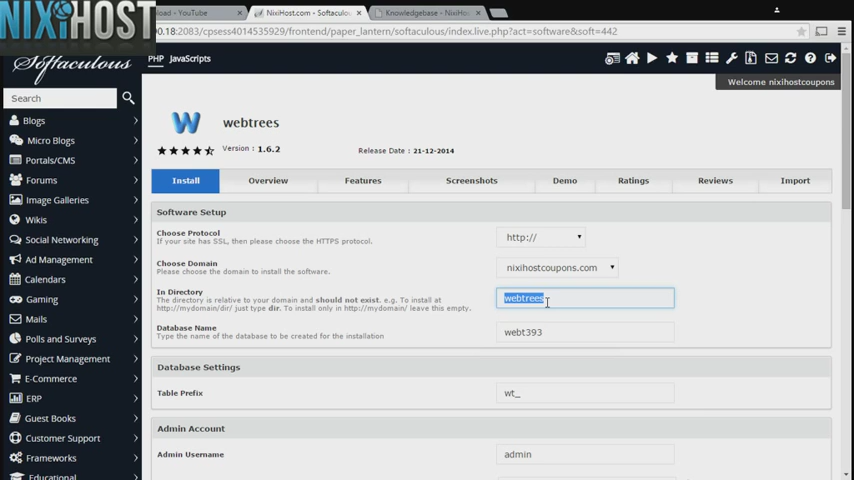 NIXIHOST
Softaculous
oad - YouTube
NixiHost.com - Softaculous
Knowledgebase - NixiHo
00.18:2083/cpsess4014535929/frontend/paper_lantern/softaculous/index.live.php?act=software&soft=442
PHP JavaScripts
Welcome nixihostcoupons
Search
Blogs
Micro Blogs
Portals/CMS
Forums
Image Galleries
Wikis
Social Networking
Ad Management
Calendars
Gaming
Mails
Polls and Surveys
Project Management
E-Commerce
ERP
Guest Books
Customer Support
Frameworks
Educational
W
webtrees
Version : 1.6.2
Release Date : 21-12-2014
Install Overview Features Screenshots Demo Ratings Reviews Import
Software Setup
Choose Protocol
If your site has SSL, then please choose the HTTPS protocol.
http://
Choose Domain
Please choose the domain to install the software.
nixihostcoupons.com
In Directory
The directory is relative to your domain and should not exist. e.g. To install at
http://mydomain/dir/ just type dir. To install only in http://mydomain/ leave this empty.
webtrees
Database Name
Type the name of the database to be created for the installation
webt393
Database Settings
Table Prefix
wt_
Admin Account
Admin Username
admin